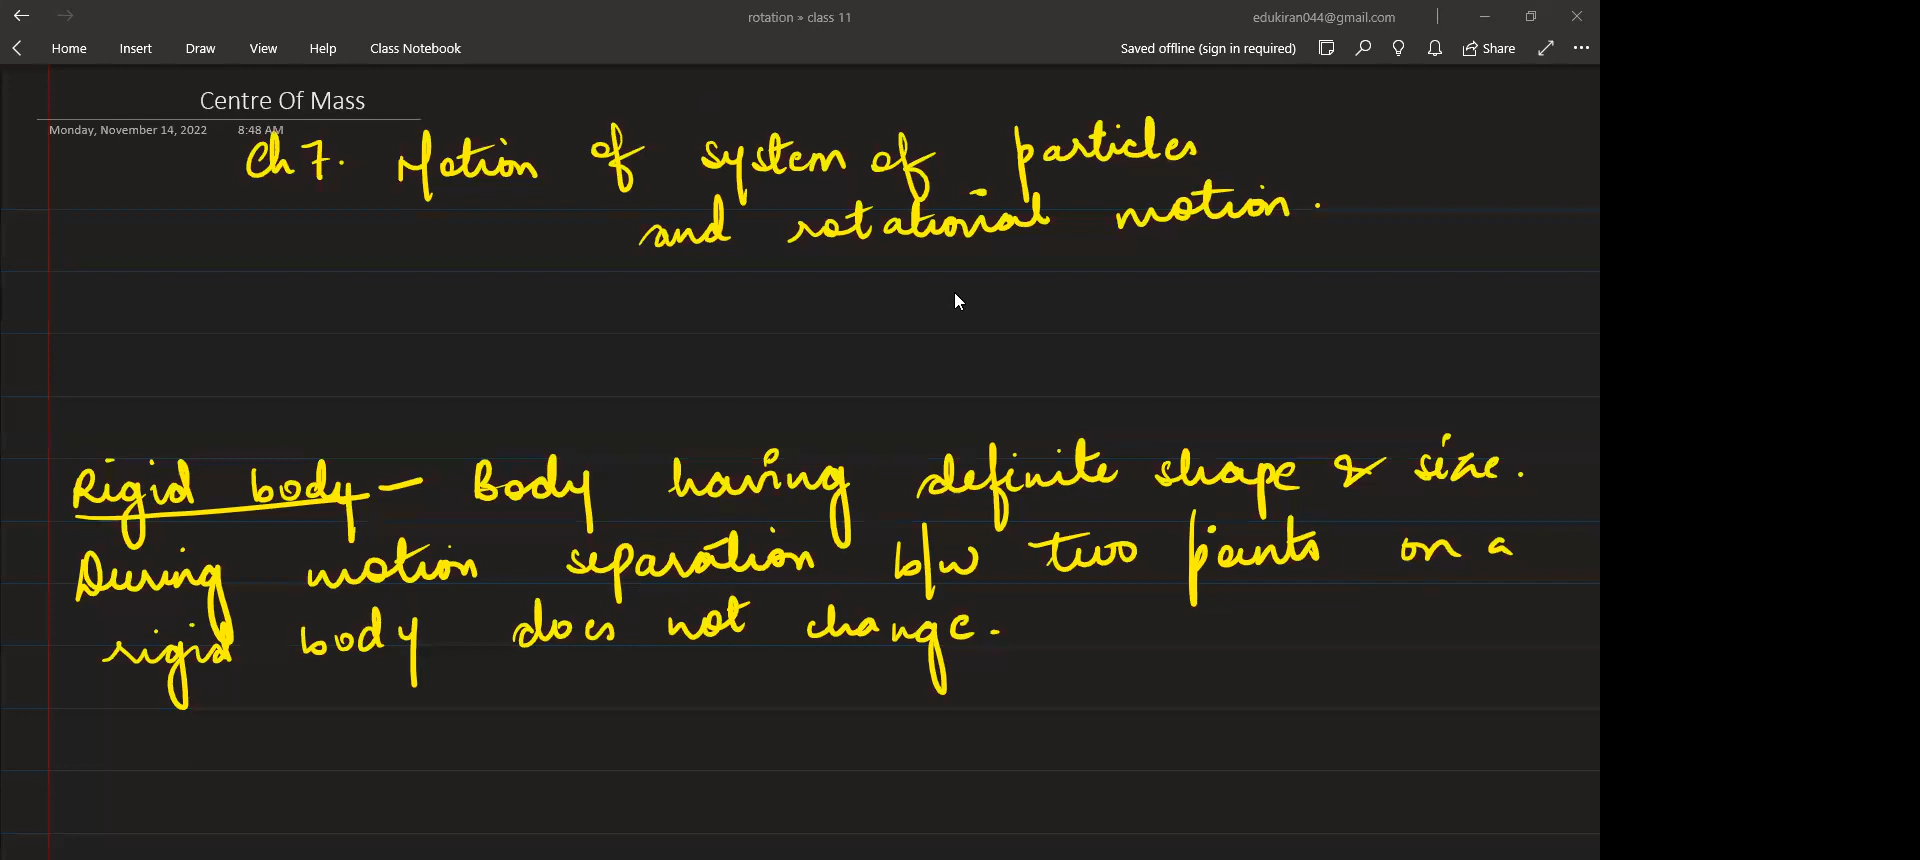 rotation » class 11
edukiran044@gmail.com
Home Insert Draw View Help Class Notebook
Saved offline (sign in required) Share
Centre Of Mass
Monday, November 14, 2022 8:48 AM
Ch 7. Motion of system of particles
and rotational motion.
Rigid body - Body having definite shape & size.
During motion separation b/w two points on a
rigid body does not change.